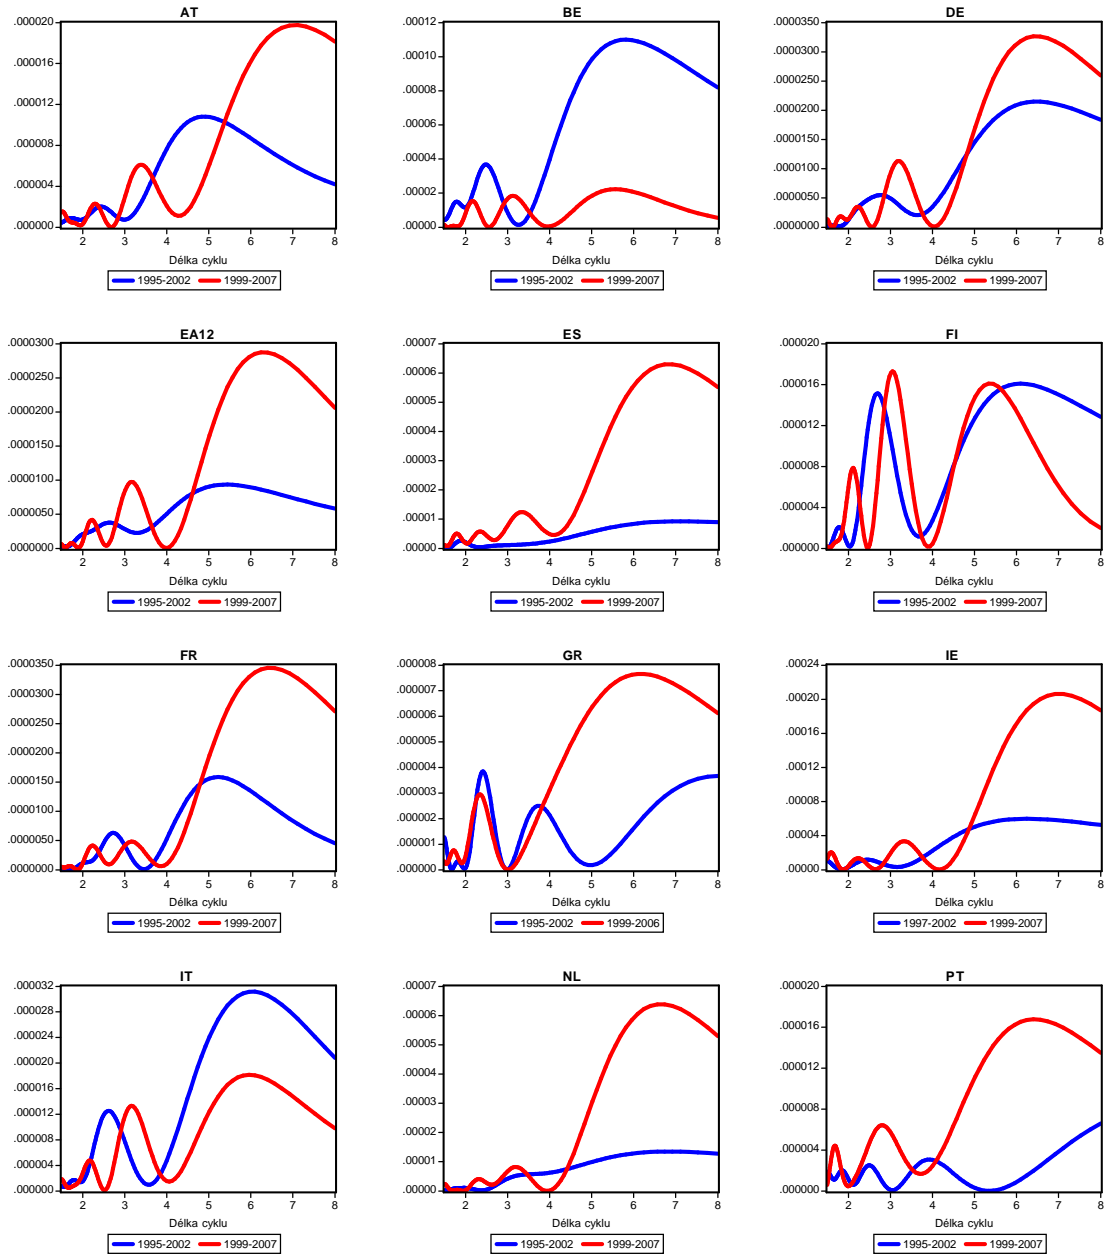 AT
.000020
.000016
.000012
.000008
.000004
.000000
2 3 4 5 6 7 8
Délka cyklu
1995-2002 1999-2007
BE
.00012
.00010
.00008
.00006
.00004
.00002
.00000
2 3 4 5 6 7 8
Délka cyklu
1995-2002 1999-2007
DE
.0000350
.0000300
.0000250
.0000200
.0000150
.0000100
.0000050
.0000000
2 3 4 5 6 7 8
Délka cyklu
1995-2002 1999-2007
EA12
.0000300
.0000250
.0000200
.0000150
.0000100
.0000050
.0000000
2 3 4 5 6 7 8
Délka cyklu
1995-2002 1999-2007
ES
.00007
.00006
.00005
.00004
.00003
.00002
.00001
.00000
2 3 4 5 6 7 8
Délka cyklu
1995-2002 1999-2007
FI
.000020
.000016
.000012
.000008
.000004
.000000
2 3 4 5 6 7 8
Délka cyklu
1995-2002 1999-2007
FR
.0000350
.0000300
.0000250
.0000200
.0000150
.0000100
.0000050
.0000000
2 3 4 5 6 7 8
Délka cyklu
1995-2002 1999-2007
GR
.000008
.000007
.000006
.000005
.000004
.000003
.000002
.000001
.000000
2 3 4 5 6 7 8
Délka cyklu
1995-2002 1999-2006
IE
.00024
.00020
.00016
.00012
.00008
.00004
.00000
2 3 4 5 6 7 8
Délka cyklu
1997-2002 1999-2007
IT
.000032
.000028
.000024
.000020
.000016
.000012
.000008
.000004
.000000
2 3 4 5 6 7 8
Délka cyklu
1995-2002 1999-2007
NL
.00007
.00006
.00005
.00004
.00003
.00002
.00001
.00000
2 3 4 5 6 7 8
Délka cyklu
1995-2002 1999-2007
PT
.000020
.000016
.000012
.000008
.000004
.000000
2 3 4 5 6 7 8
Délka cyklu
1995-2002 1999-2007